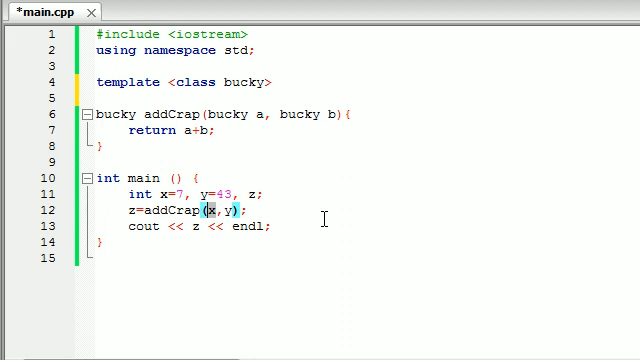 *main.cpp
1 #include <iostream>
2 using namespace std;
3
4 template <class bucky>
5
6 bucky addCrap(bucky a, bucky b){
7 return a+b;
8 }
9
10 int main () {
11 int x=7, y=43, z;
12 z=addCrap(x,y);
13 cout << z << endl;
14 }
15